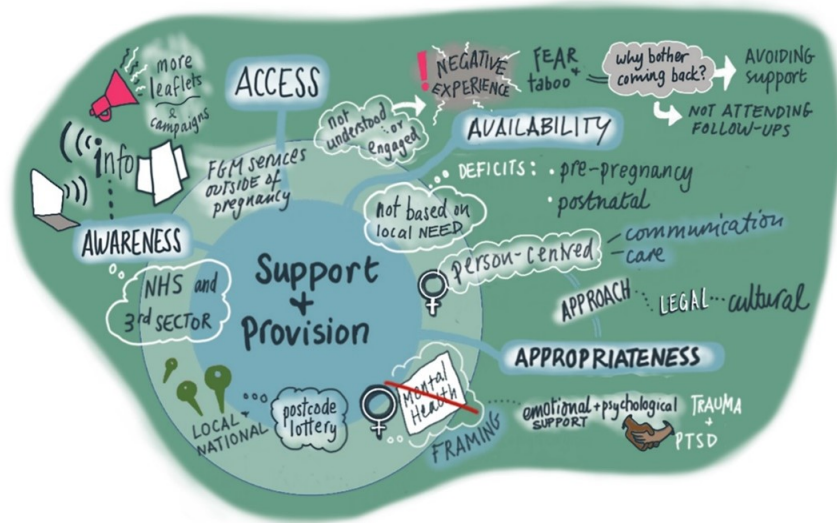 more
leaflets
&
campaigns
ACCESS
info
FGM services
outside of
pregnancy
AWARENESS
NHS and
3rd SECTOR
not
understood or
engaged
!
NEGATIVE
EXPERIENCE
FEAR
+
taboo
why bother
coming back?
AVOIDING
support
NOT ATTENDING
FOLLOW-UPS
AVAILABILITY
DEFICITS:
• pre-pregnancy
• postnatal
not based on
local NEED
Support
+
Provision
person-centred
communication
care
APPROACH
LEGAL
cultural
APPROPRIATENESS
LOCAL +
NATIONAL
postcode
lottery
Mental
Health
FRAMING
emotional + psychological
SUPPORT
TRAUMA
+
PTSD